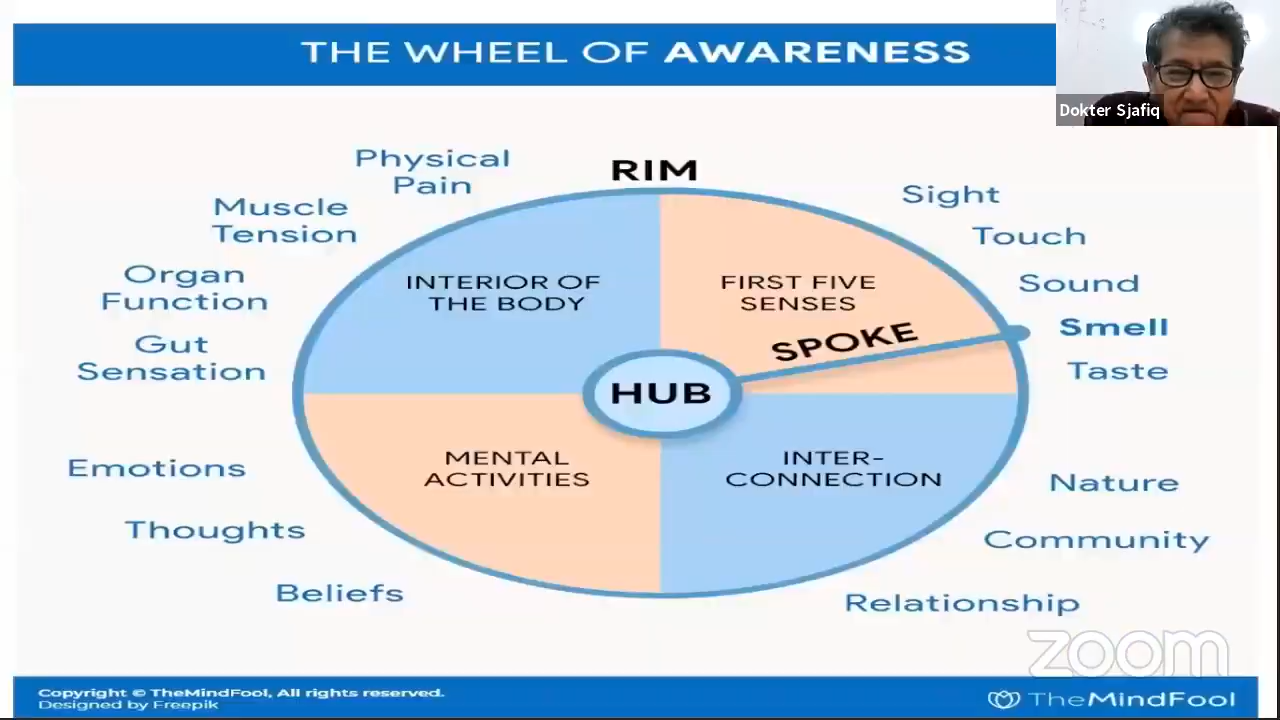 THE WHEEL OF AWARENESS
Dokter Sjafiq
RIM
Physical
Pain
Muscle
Tension
Organ
Function
Gut
Sensation
INTERIOR OF
THE BODY
FIRST FIVE
SENSES
Sight
Touch
Sound
Smell
Taste
SPOKE
HUB
Emotions
Thoughts
Beliefs
MENTAL
ACTIVITIES
INTER-
CONNECTION
Nature
Community
Relationship
zoom
Copyright © TheMindFool, All rights reserved.
Designed by Freepik
TheMindFool